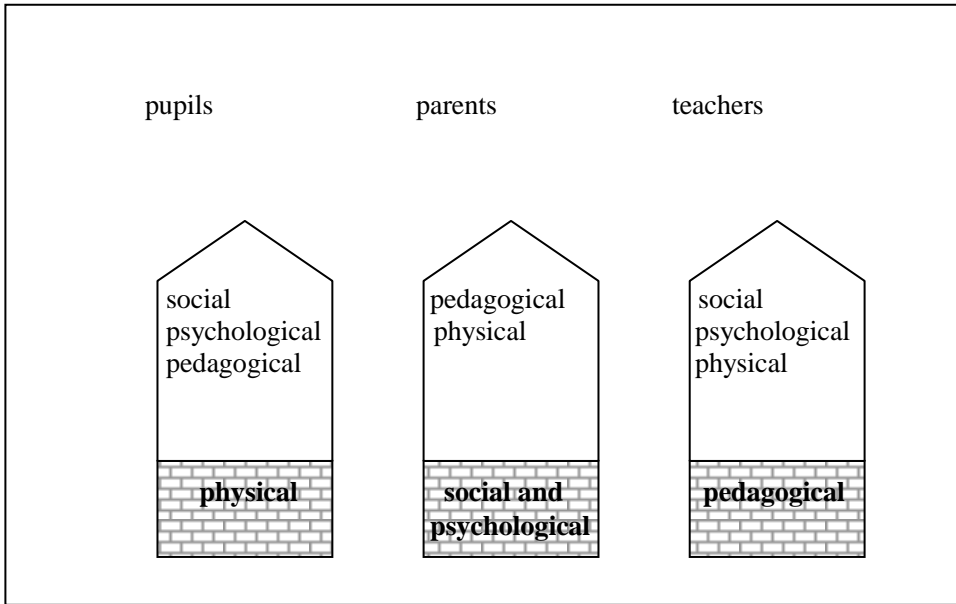 pupils parents teachers
social
psychological
pedagogical
physical
pedagogical
physical
social and
psychological
social
psychological
physical
pedagogical